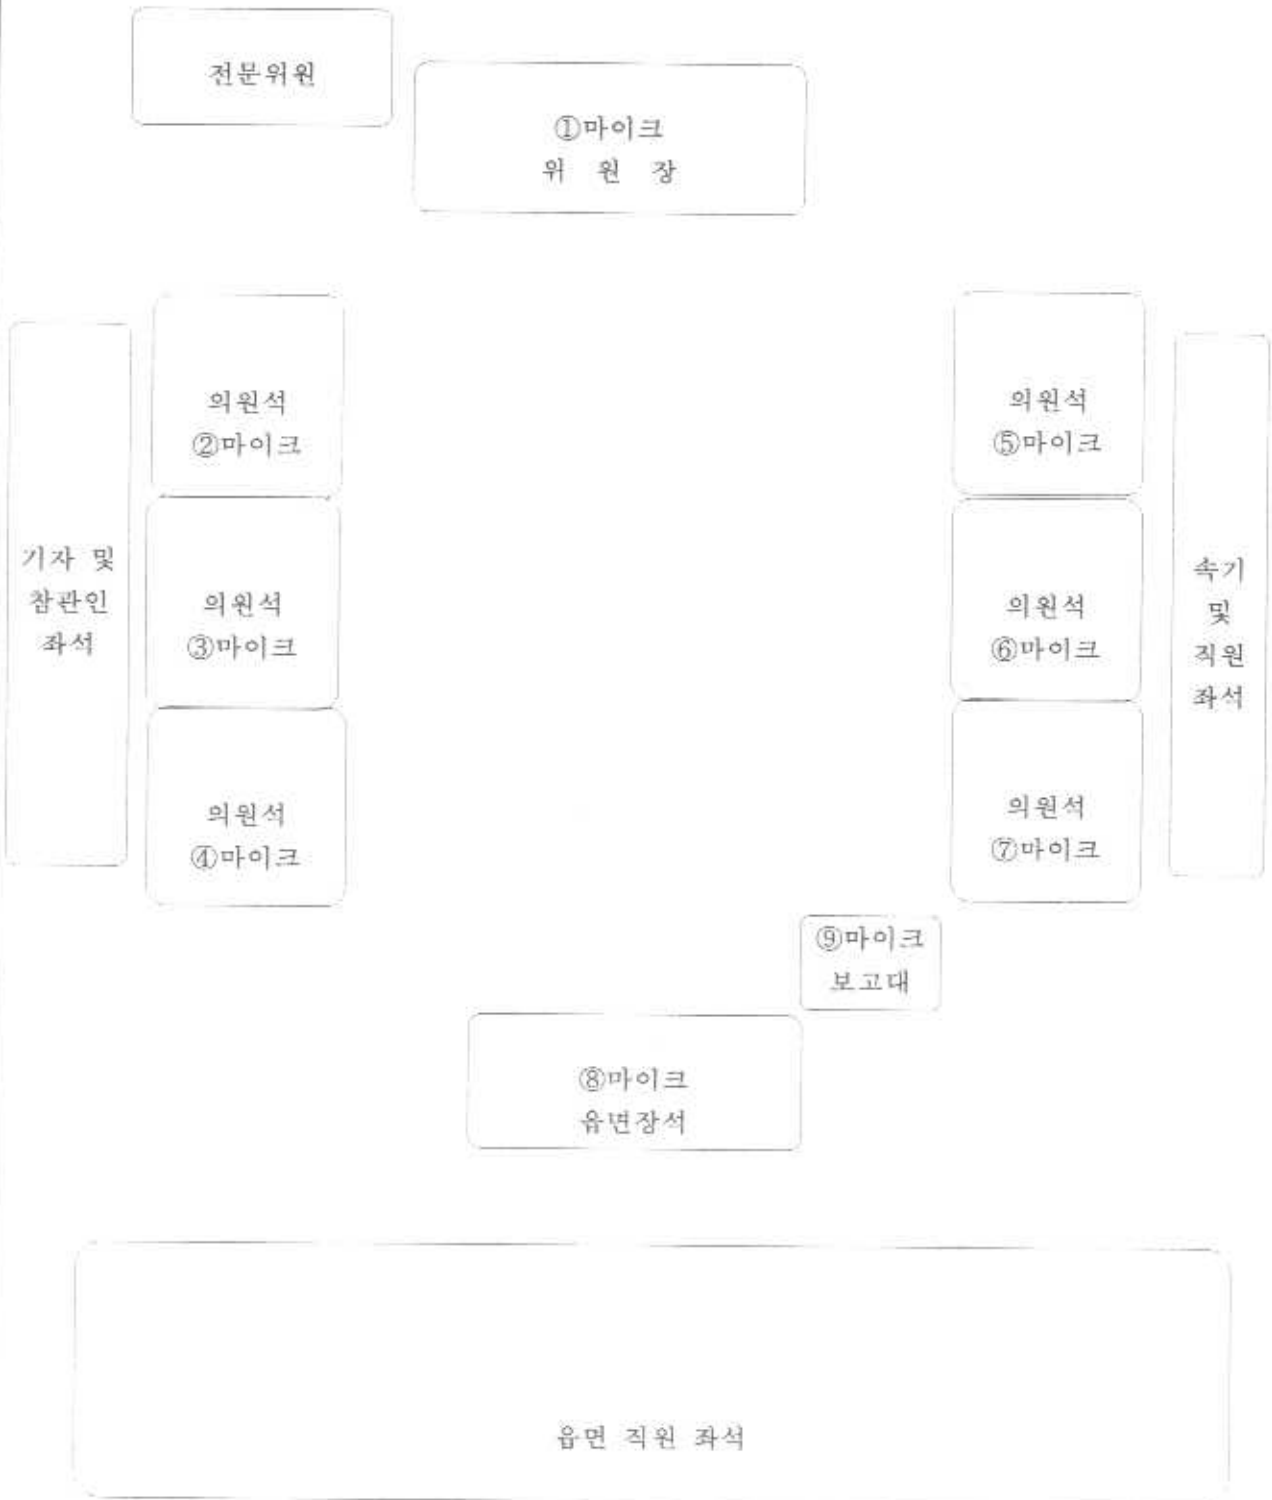 전문위원
①마이크
위 원 장
의원석
②마이크
의원석
⑤마이크
기자 및
참관인
좌석
의원석
③마이크
의원석
⑥마이크
속기
및
직원
좌석
의원석
④마이크
의원석
⑦마이크
⑨마이크
보고대
⑧마이크
읍면장석
읍면 직원 좌석